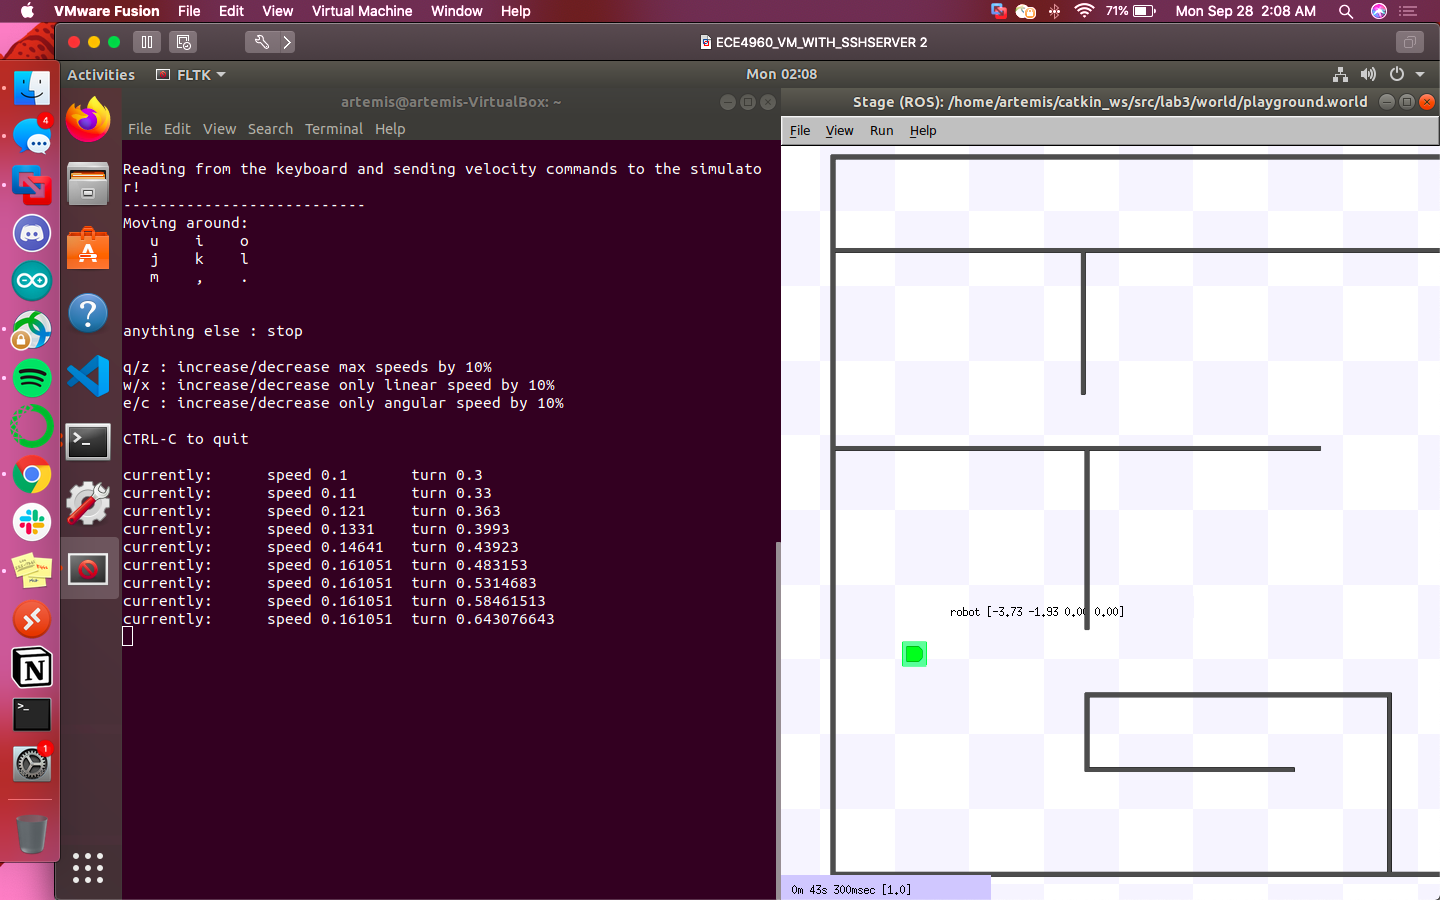 VMware Fusion File Edit View Virtual Machine Window Help 71% Mon Sep 28 2:08 AM
ECE4960_VM_WITH_SSHSERVER 2
Activities FLTK Mon 02:08
artemis@artemis-VirtualBox: ~
File Edit View Search Terminal Help
Reading from the keyboard and sending velocity commands to the simulato
r!
---------------------------
Moving around:
u i o
j k l
m , .
anything else : stop
q/z : increase/decrease max speeds by 10%
w/x : increase/decrease only linear speed by 10%
e/c : increase/decrease only angular speed by 10%
CTRL-C to quit
currently: speed 0.1 turn 0.3
currently: speed 0.11 turn 0.33
currently: speed 0.121 turn 0.363
currently: speed 0.1331 turn 0.3993
currently: speed 0.14641 turn 0.43923
currently: speed 0.161051 turn 0.483153
currently: speed 0.161051 turn 0.5314683
currently: speed 0.161051 turn 0.58461513
currently: speed 0.161051 turn 0.643076643
Stage (ROS): /home/artemis/catkin_ws/src/lab3/world/playground.world
File View Run Help
robot [-3.73 -1.93 0.00 0.00]
0m 43s 300msec [1.0]
4
1